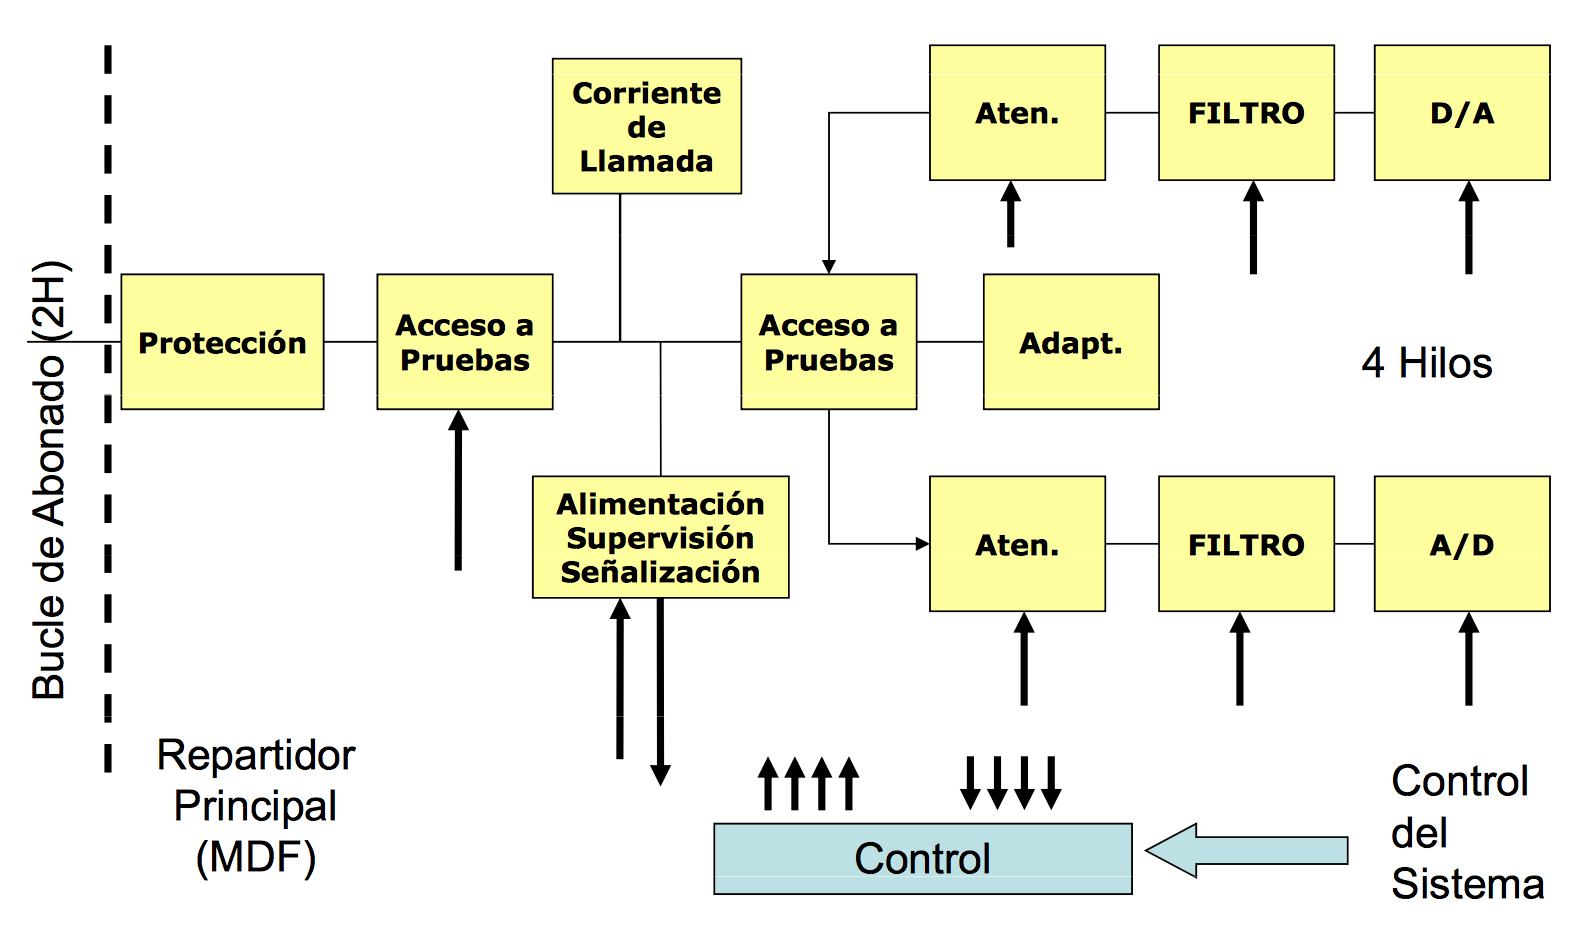 Corriente
de
Llamada
Aten.
FILTRO
D/A
Bucle de Abonado (2H)
Protección
Acceso a
Pruebas
Acceso a
Pruebas
Adapt.
4 Hilos
Alimentación
Supervisión
Señalización
Aten.
FILTRO
A/D
Repartidor
Principal
(MDF)
Control
Control
del
Sistema